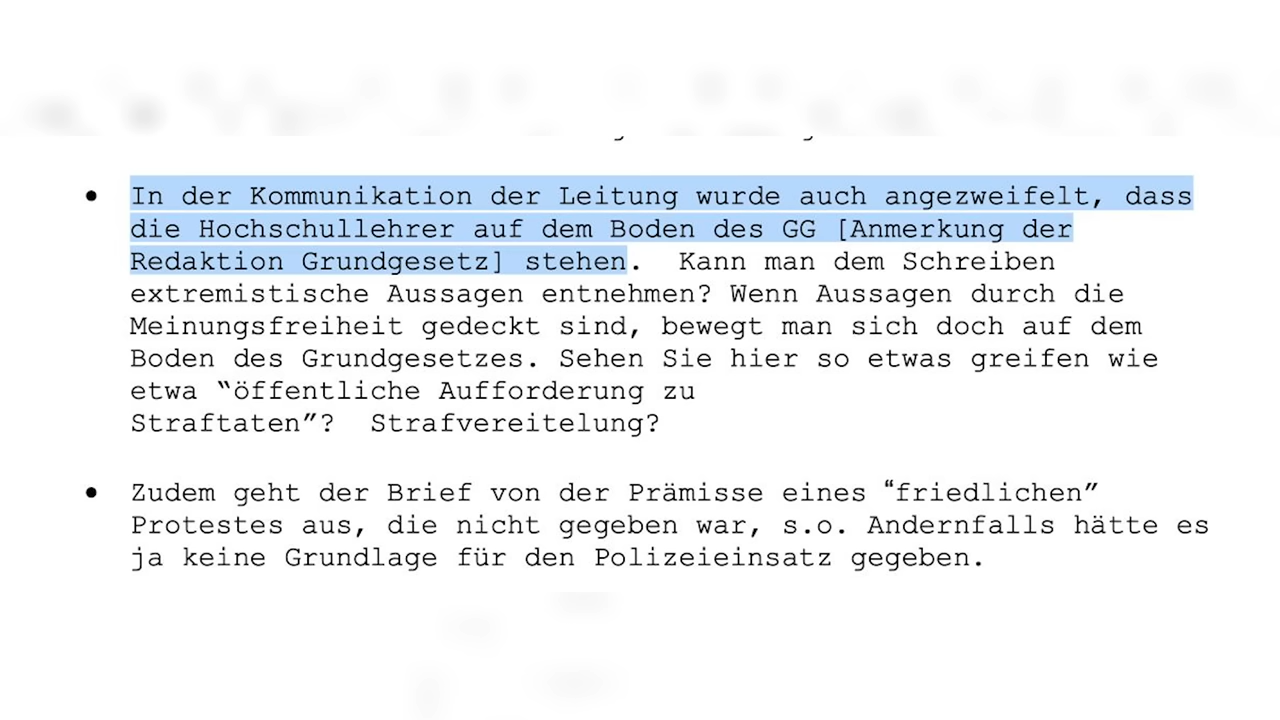 • In der Kommunikation der Leitung wurde auch angezweifelt, dass
die Hochschullehrer auf dem Boden des GG [Anmerkung der
Redaktion Grundgesetz] stehen.  Kann man dem Schreiben
extremistische Aussagen entnehmen? Wenn Aussagen durch die
Meinungsfreiheit gedeckt sind, bewegt man sich doch auf dem
Boden des Grundgesetzes. Sehen Sie hier so etwas greifen wie
etwa “öffentliche Aufforderung zu
Straftaten”?  Strafvereitelung?
• Zudem geht der Brief von der Prämisse eines “friedlichen”
Protestes aus, die nicht gegeben war, s.o. Andernfalls hätte es
ja keine Grundlage für den Polizeieinsatz gegeben.